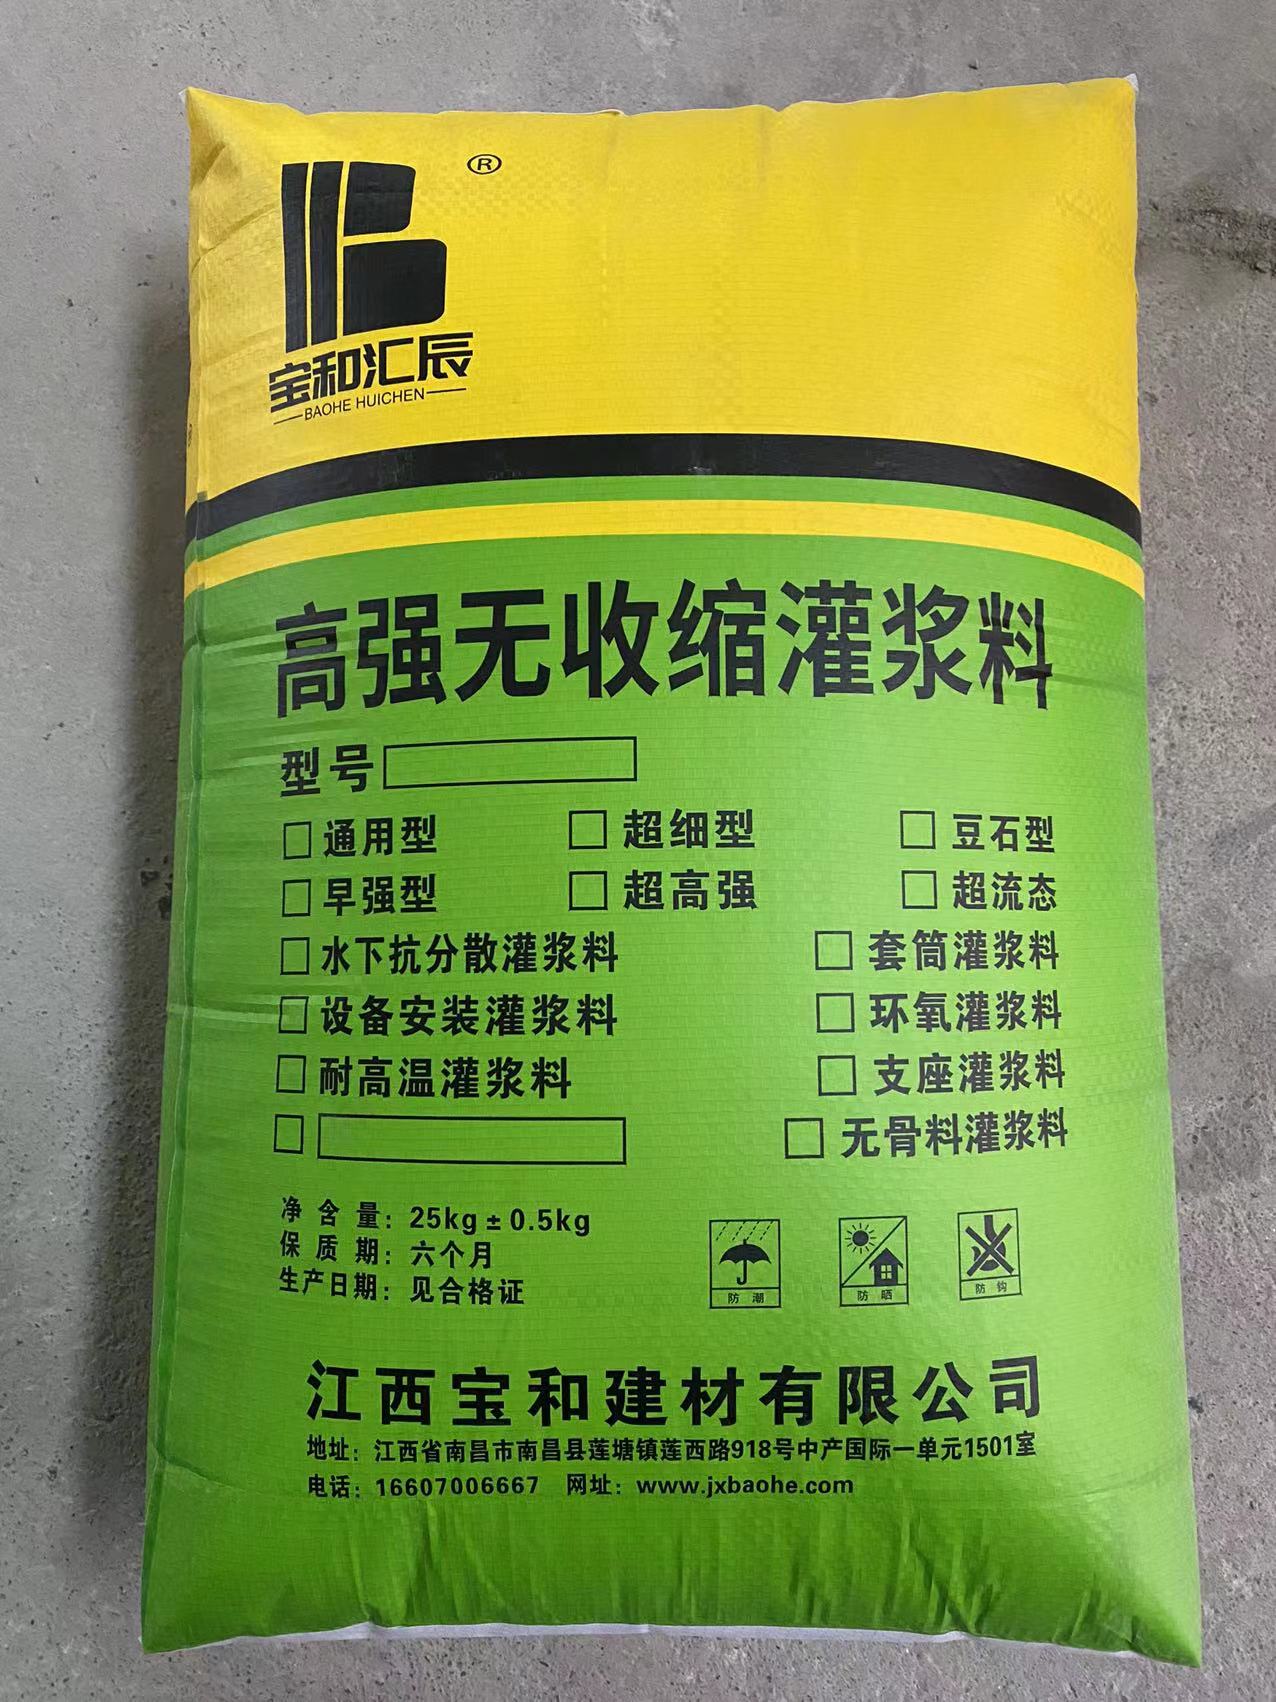 ®
宝和汇辰
BAOHE HUICHEN
高强无收缩灌浆料
型号
通用型 超细型 豆石型
早强型 超高强 超流态
水下抗分散灌浆料 套筒灌浆料
设备安装灌浆料 环氧灌浆料
耐高温灌浆料 支座灌浆料
无骨料灌浆料
净含量：25kg±0.5kg
保质期：六个月
生产日期：见合格证
防潮 防晒 防钩
江西宝和建材有限公司
地址：江西省南昌市南昌县莲塘镇莲西路918号中产国际一单元1501室
电话：16607006667 网址：www.jxbaohe.com